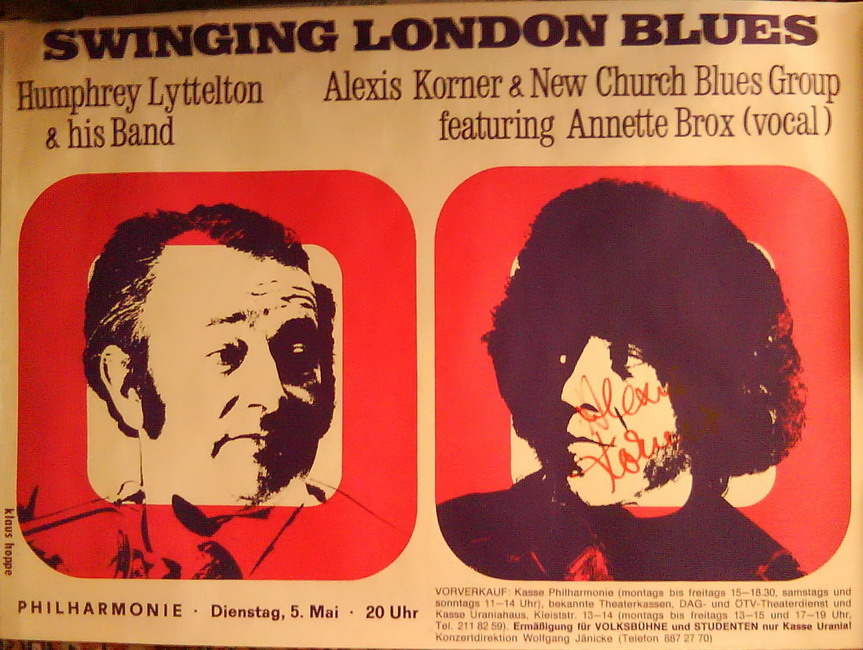 SWINGING LONDON BLUES
Humphrey Lyttelton
& his Band
Alexis Korner & New Church Blues Group
featuring Annette Brox (vocal)
Alexis
Korner
klaus hoppe
PHILHARMONIE · Dienstag, 5. Mai · 20 Uhr
VORVERKAUF: Kasse Philharmonie (montags bis freitags 15—18.30, samstags und
sonntags 11—14 Uhr), bekannte Theaterkassen, DAG- und ÖTV-Theaterdienst und
Kasse Uraniahaus, Kleiststr. 13—14 (montags bis freitags 13—15 und 17—19 Uhr,
Tel. 211 82 59). Ermäßigung für VOLKSBÜHNE und STUDENTEN nur Kasse Urania!
Konzertdirektion Wolfgang Jänicke (Telefon 887 27 70)